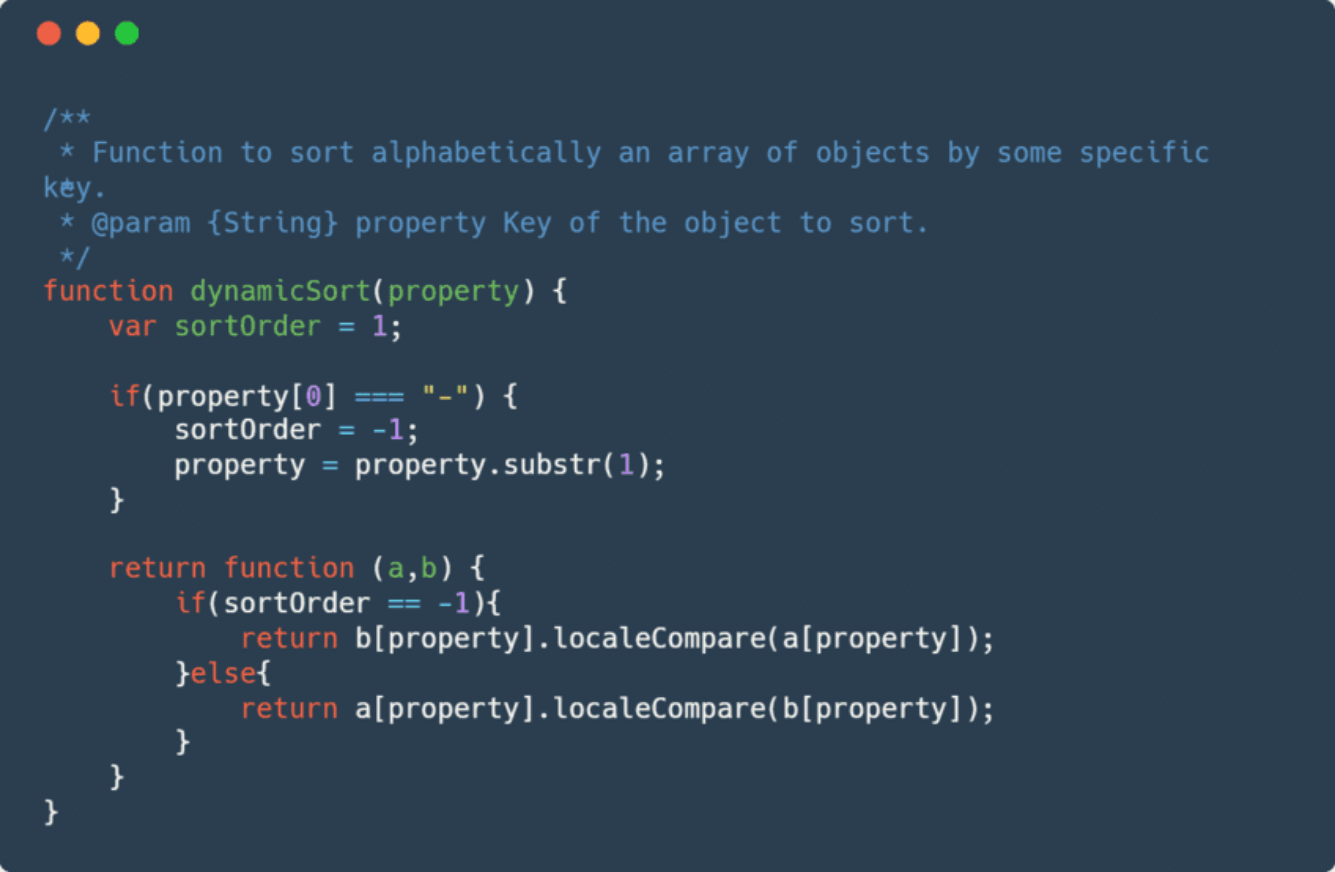 /**
 * Function to sort alphabetically an array of objects by some specific
key.
 *
 * @param {String} property Key of the object to sort.
 */
function dynamicSort(property) {
    var sortOrder = 1;

    if(property[0] === "-") {
        sortOrder = -1;
        property = property.substr(1);
    }

    return function (a,b) {
        if(sortOrder == -1){
            return b[property].localeCompare(a[property]);
        }else{
            return a[property].localeCompare(b[property]);
        }
    }
}